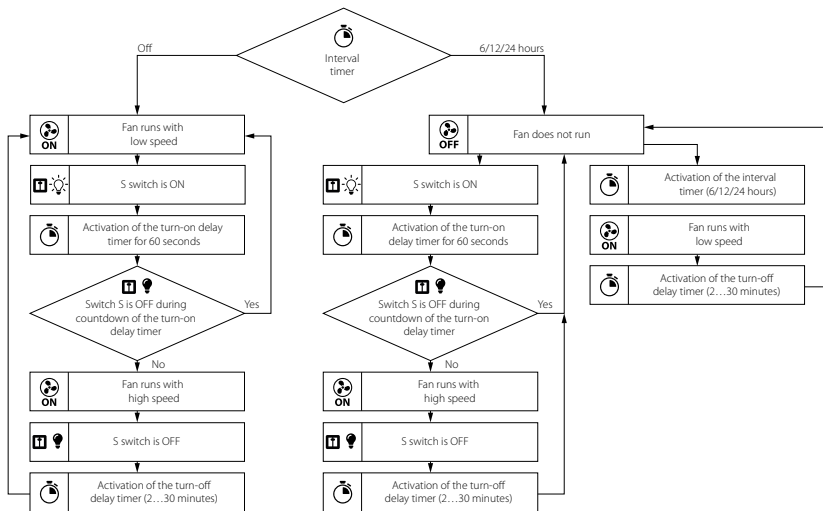 Interval
timer
Off
6/12/24 hours
ON
Fan runs with
low speed
S switch is ON
Activation of the turn-on delay
timer for 60 seconds
Switch S is OFF during
countdown of the turn-on
delay timer
Yes
No
ON
Fan runs with
high speed
S switch is OFF
Activation of the turn-off
delay timer (2...30 minutes)
OFF
Fan does not run
S switch is ON
Activation of the turn-on
delay timer for 60 seconds
Switch S is OFF during
countdown of the turn-on
delay timer
Yes
No
ON
Fan runs with
high speed
S switch is OFF
Activation of the turn-off
delay timer (2...30 minutes)
Activation of the interval
timer (6/12/24 hours)
ON
Fan runs with
low speed
Activation of the turn-off
delay timer (2...30 minutes)